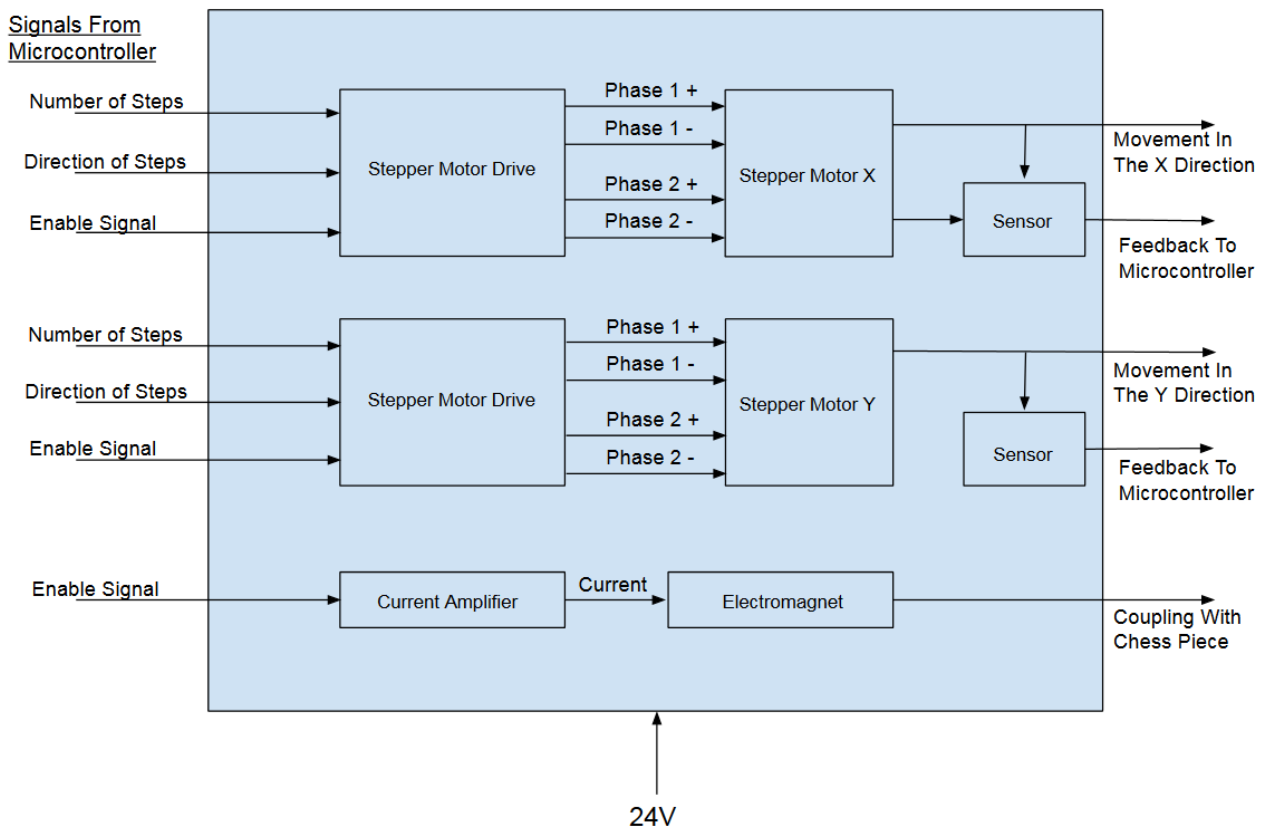 Signals From
Microcontroller
Number of Steps
Direction of Steps
Enable Signal
Stepper Motor Drive
Phase 1 +
Phase 1 -
Phase 2 +
Phase 2 -
Stepper Motor X
Sensor
Movement In
The X Direction
Feedback To
Microcontroller
Number of Steps
Direction of Steps
Enable Signal
Stepper Motor Drive
Phase 1 +
Phase 1 -
Phase 2 +
Phase 2 -
Stepper Motor Y
Sensor
Movement In
The Y Direction
Feedback To
Microcontroller
Enable Signal
Current Amplifier
Current
Electromagnet
Coupling With
Chess Piece
24V